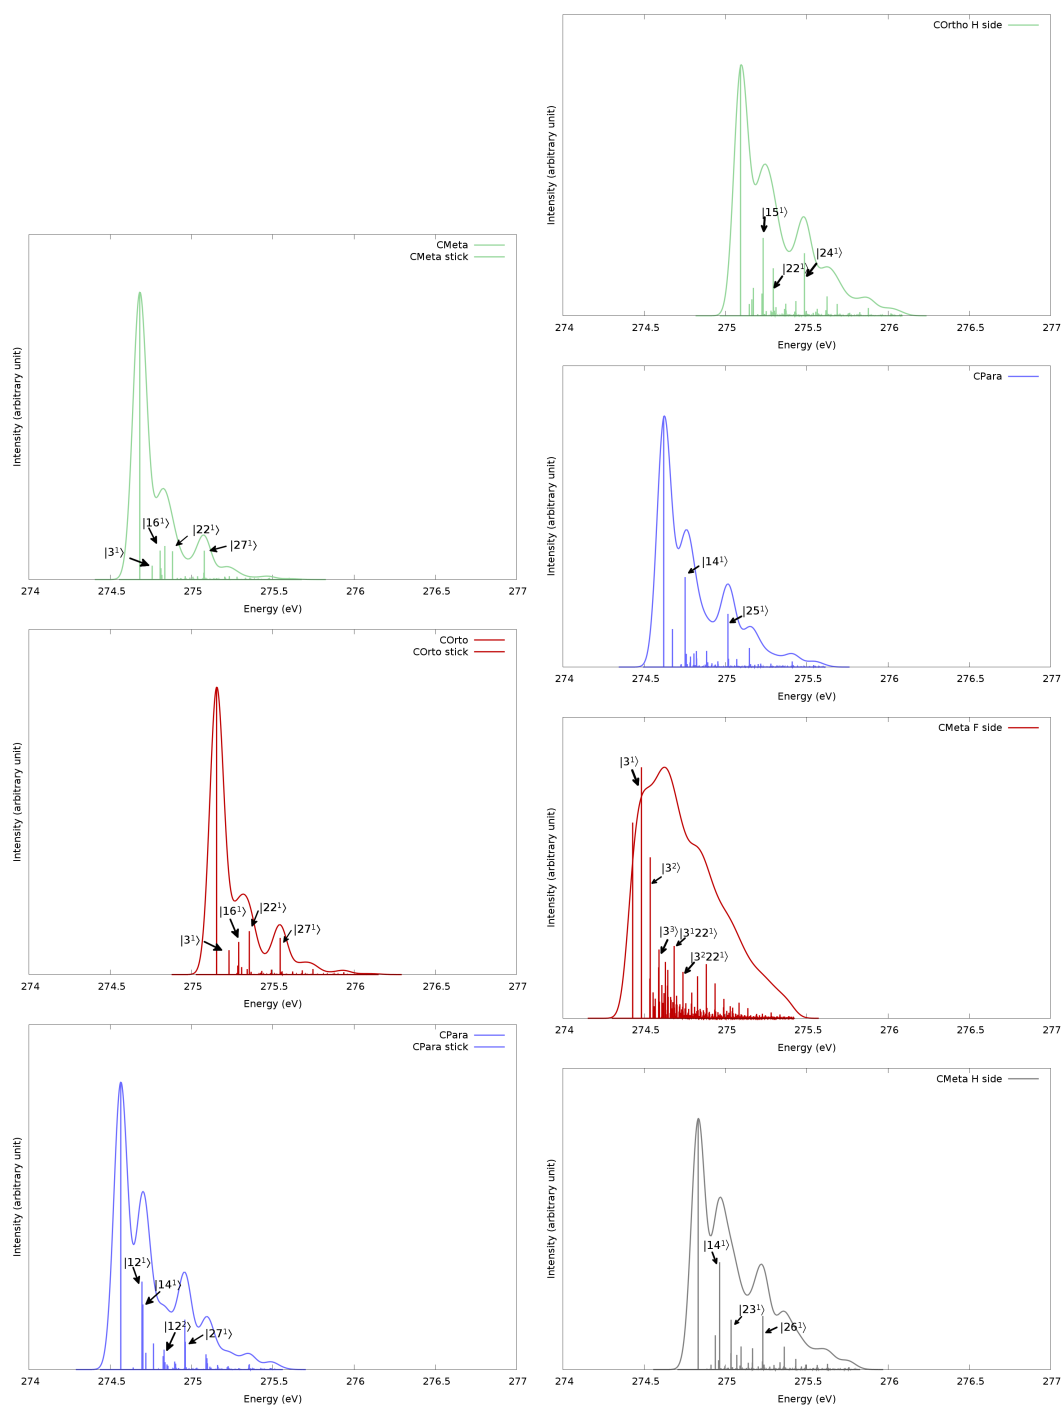 CMeta
CMeta stick
Intensity (arbitrary unit)
|3¹⟩
|16¹⟩
|22¹⟩
|27¹⟩
274 274.5 275 275.5 276 276.5 277
Energy (eV)
COrto
COrto stick
Intensity (arbitrary unit)
|3¹⟩
|16¹⟩
|22¹⟩
|27¹⟩
274 274.5 275 275.5 276 276.5 277
Energy (eV)
CPara
CPara stick
Intensity (arbitrary unit)
|12¹⟩
|14¹⟩
|12²⟩
|27¹⟩
274 274.5 275 275.5 276 276.5 277
Energy (eV)
COrtho H side
Intensity (arbitrary unit)
|15¹⟩
|22¹⟩
|24¹⟩
274 274.5 275 275.5 276 276.5 277
Energy (eV)
CPara
Intensity (arbitrary unit)
|14¹⟩
|25¹⟩
274 274.5 275 275.5 276 276.5 277
Energy (eV)
CMeta F side
Intensity (arbitrary unit)
|3¹⟩
|3²⟩
|3³⟩
|3¹22¹⟩
|3²22¹⟩
274 274.5 275 275.5 276 276.5 277
Energy (eV)
CMeta H side
Intensity (arbitrary unit)
|14¹⟩
|23¹⟩
|26¹⟩
274 274.5 275 275.5 276 276.5 277
Energy (eV)